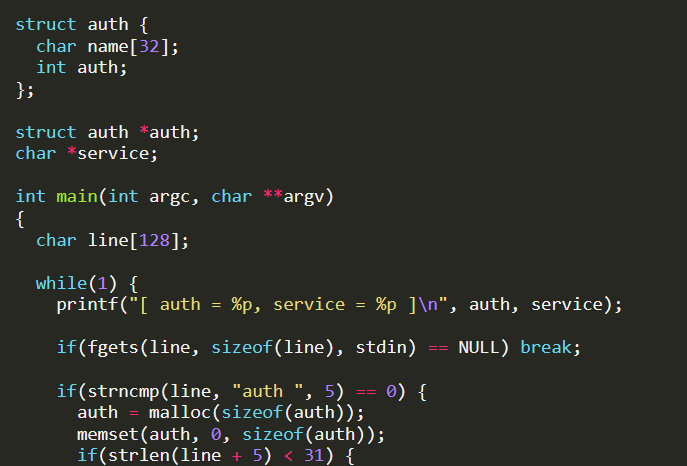 struct auth {
char name[32];
int auth;
};
struct auth *auth;
char *service;
int main(int argc, char **argv)
{
char line[128];
while(1) {
printf("[ auth = %p, service = %p ]\n", auth, service);
if(fgets(line, sizeof(line), stdin) == NULL) break;
if(strncmp(line, "auth ", 5) == 0) {
auth = malloc(sizeof(auth));
memset(auth, 0, sizeof(auth));
if(strlen(line + 5) < 31) {